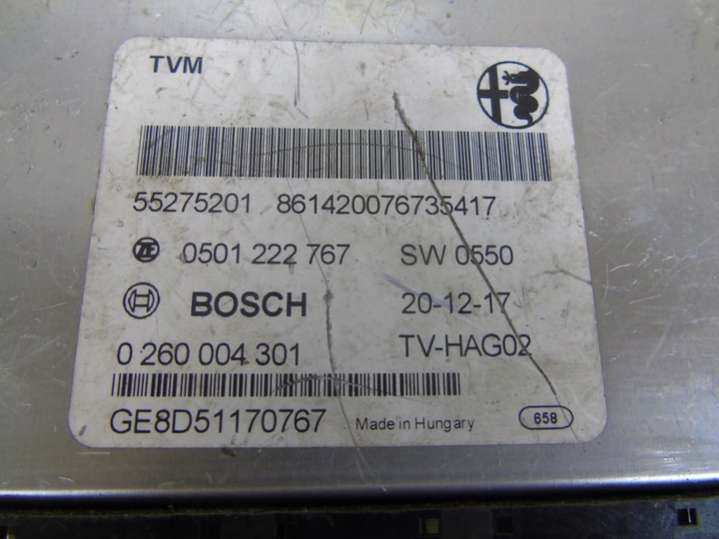 TVM
55275201 861420076735417
ZF 0501 222 767 SW 0550
BOSCH 20-12-17
0 260 004 301 TV-HAG02
GE8D51170767 Made in Hungary 658